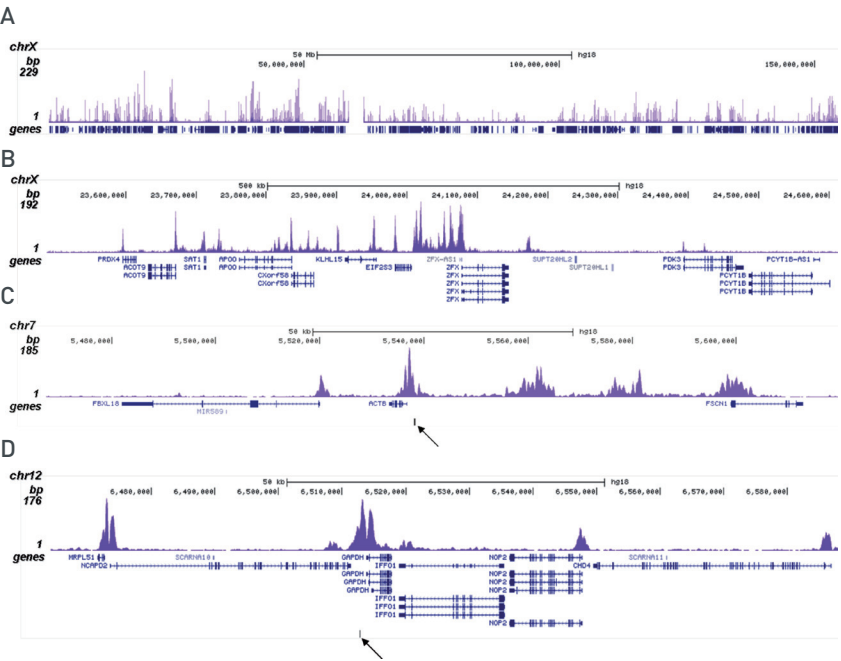 A
chrX
bp
229
1
genes
50 Mb hg18
50,000,000 100,000,000 150,000,000
B
chrX
bp
192
1
genes
500 kb hg18
23,600,000 23,700,000 23,800,000 23,900,000 24,000,000 24,100,000 24,200,000 24,300,000 24,400,000 24,500,000 24,600,000
PRDX4 SAT1 APOO KLHL15 ZFX-AS1 SUPT20HL2 PDK3 PCYT1B-AS1
ACOT9 SAT1 APOO EIF2S3 ZFX SUPT20HL1 PDK3
ACOT9 CXorf58 ZFX PCYT1B
CXorf58 ZFX PCYT1B
ZFX PCYT1B
ZFX
C
chr7
bp
185
1
genes
50 kb hg18
5,480,000 5,500,000 5,520,000 5,540,000 5,560,000 5,580,000 5,600,000
FBXL18 ACTB FSCN1
MIR589
D
chr12
bp
176
1
genes
50 kb hg18
6,480,000 6,490,000 6,500,000 6,510,000 6,520,000 6,530,000 6,540,000 6,550,000 6,560,000 6,570,000 6,580,000
MRPL51 SCARNA10 GAPDH NOP2 SCARNA11
NCAPD2 IFFO1 NOP2 CHD4
GAPDH NOP2
GAPDH NOP2
GAPDH NOP2
IFFO1
IFFO1
IFFO1
NOP2